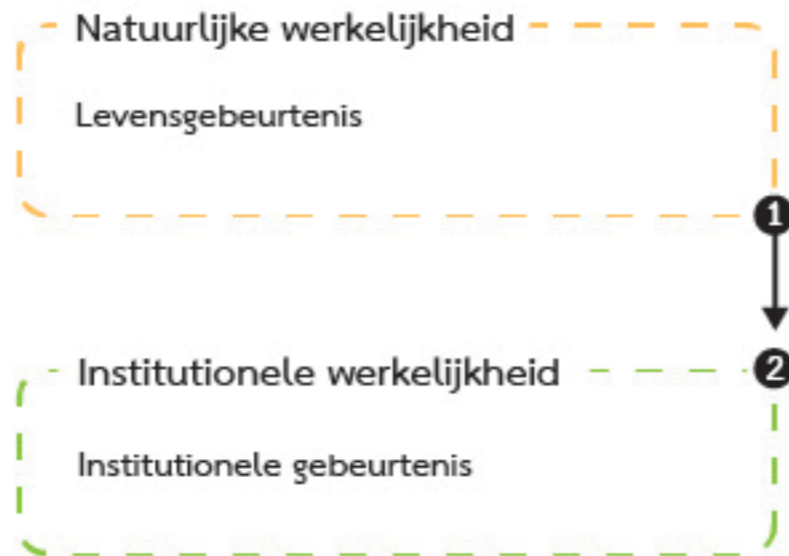 Natuurlijke werkelijkheid
Levensgebeurtenis
1
Institutionele werkelijkheid
2
Institutionele gebeurtenis